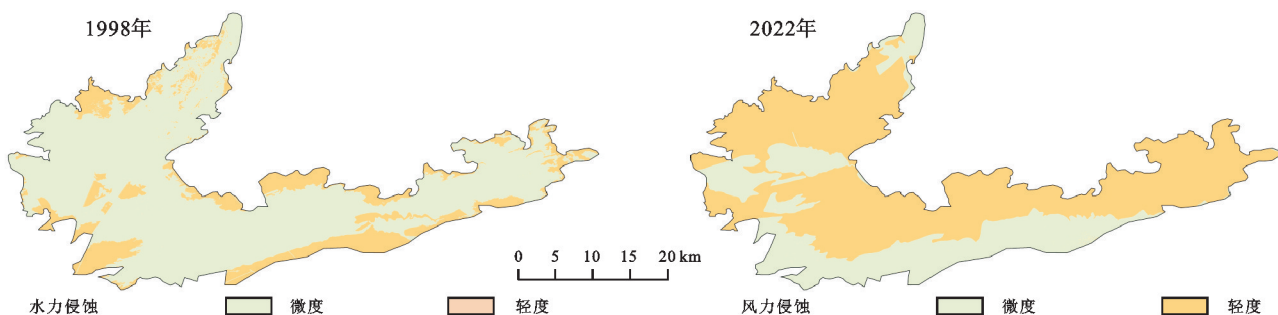 1998年
2022年
0 5 10 15 20 km
水力侵蚀 微度 轻度
风力侵蚀 微度 轻度